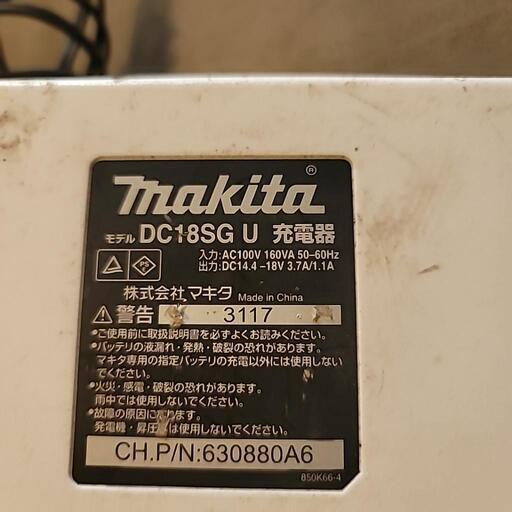 makita ®
モデル DC18SG U 充電器
入力:AC100V 160VA 50-60Hz
出力:DC14.4 -18V 3.7A/1.1A
PS E
株式会社マキタ Made in China
警告 3117
•ご使用前に取扱説明書を必ずよくお読みください。
•バッテリの液漏れ・発熱・破裂の恐れがあります。
マキタ専用の指定バッテリの充電以外には使用しない
でください。
•火災・感電・破裂の恐れがあります。
雨中では使用しないでください。
•故障の原因になります。
発電機・昇圧器は使用しないでください。
CH.P/N:630880A6
850K66-4